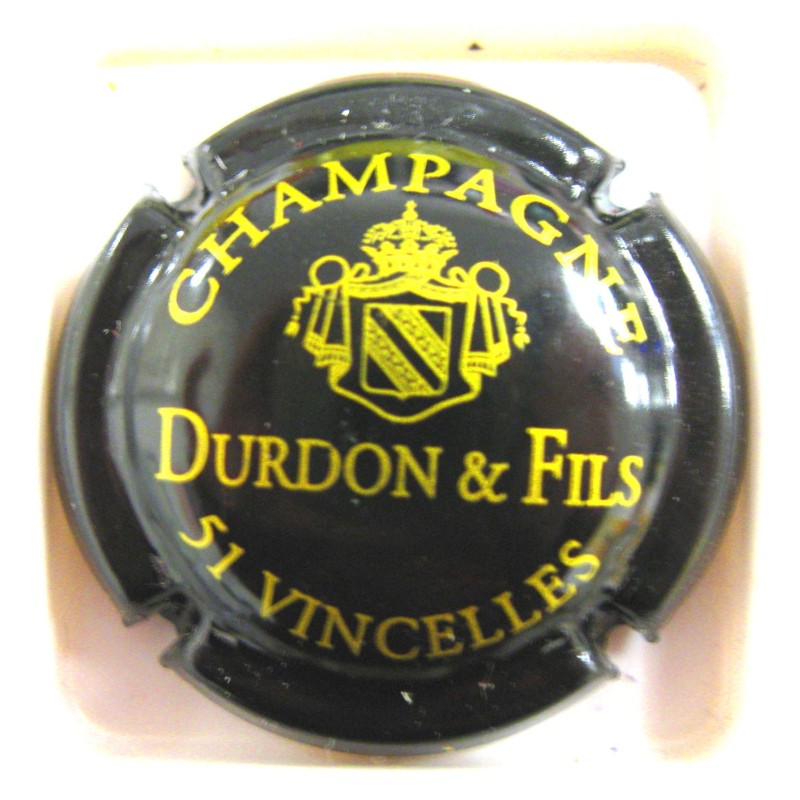 CHAMPAGNE
DURDON & FILS
51 VINCELLES